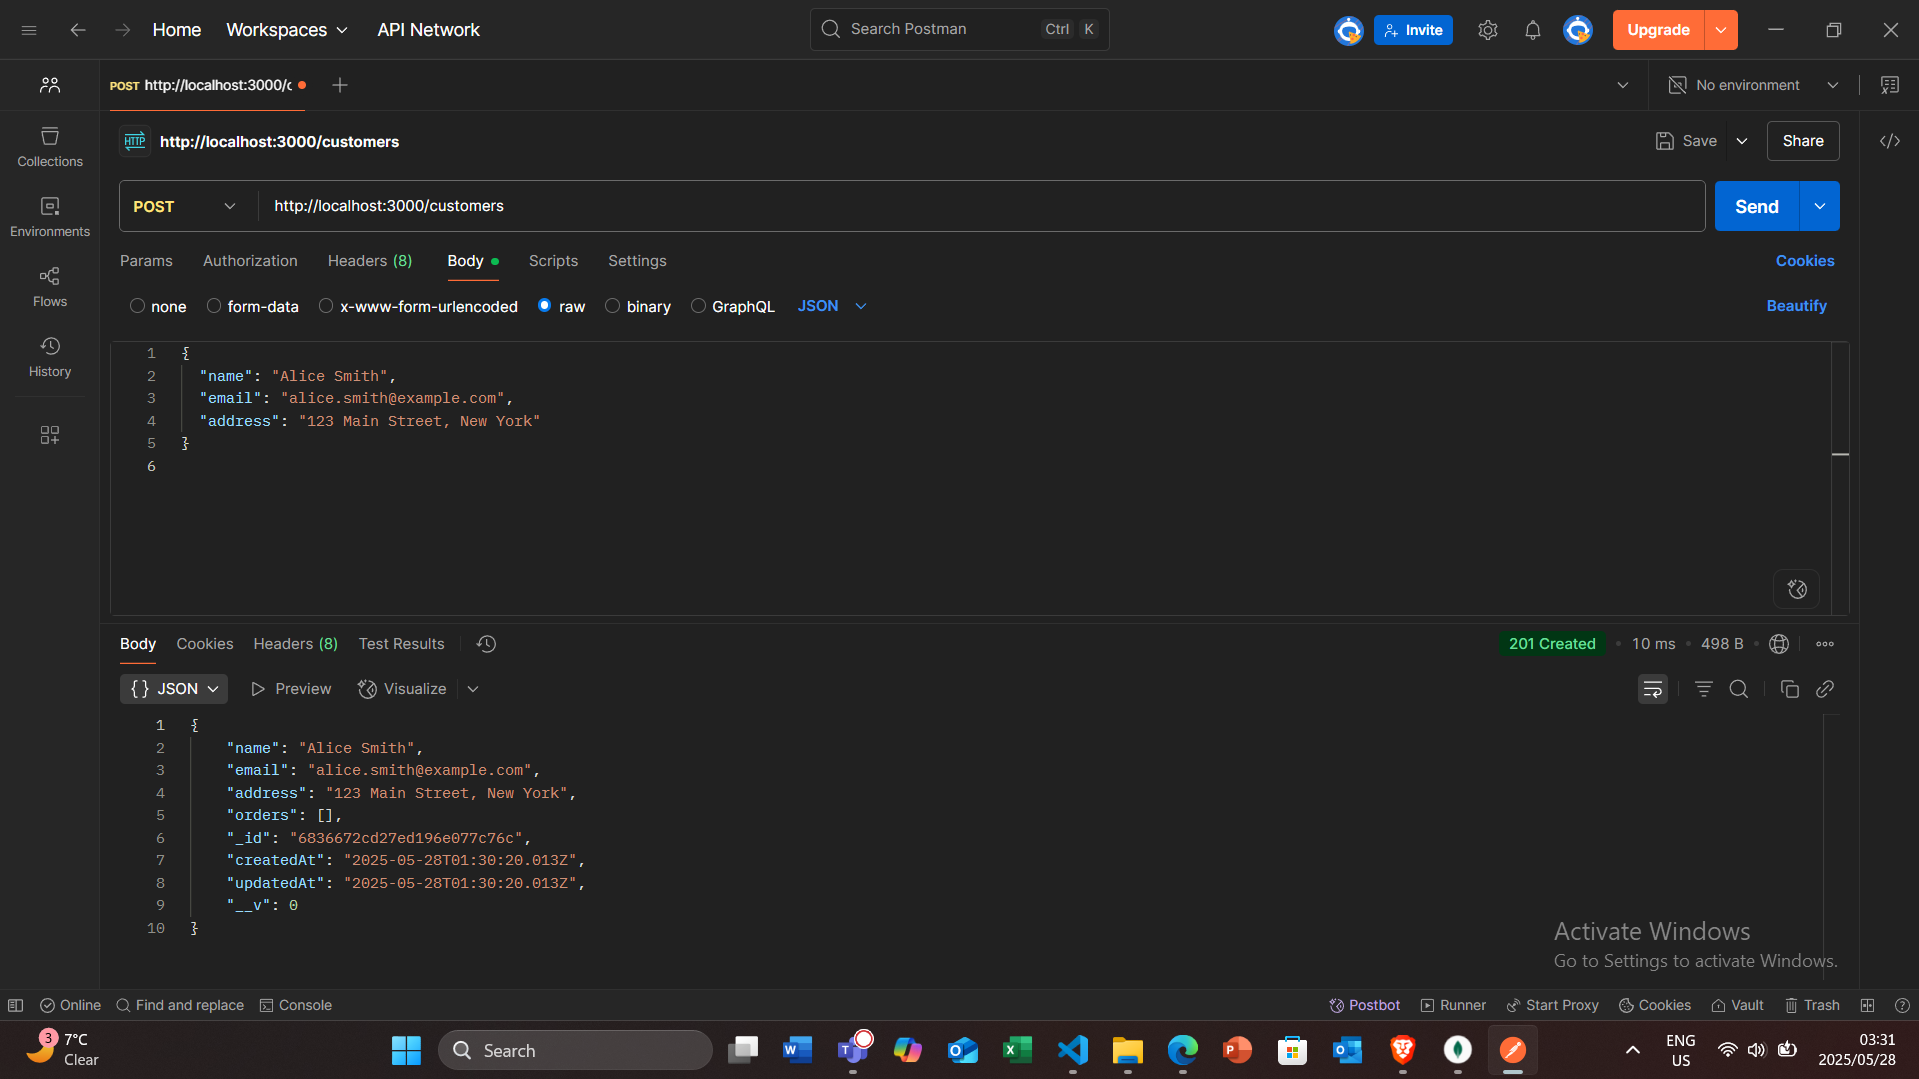 Home Workspaces API Network Search Postman Ctrl K Invite Upgrade
POST http://localhost:3000/c No environment
HTTP http://localhost:3000/customers Save Share
POST http://localhost:3000/customers Send
Params Authorization Headers (8) Body Scripts Settings Cookies
none form-data x-www-form-urlencoded raw binary GraphQL JSON Beautify
1 {
2 "name": "Alice Smith",
3 "email": "alice.smith@example.com",
4 "address": "123 Main Street, New York"
5 }
6
Collections
Environments
Flows
History
Body Cookies Headers (8) Test Results 201 Created • 10 ms • 498 B •
{} JSON Preview Visualize
1 {
2 "name": "Alice Smith",
3 "email": "alice.smith@example.com",
4 "address": "123 Main Street, New York",
5 "orders": [],
6 "_id": "6836672cd27ed196e077c76c",
7 "createdAt": "2025-05-28T01:30:20.013Z",
8 "updatedAt": "2025-05-28T01:30:20.013Z",
9 "__v": 0
10 }
Activate Windows
Go to Settings to activate Windows.
Online Find and replace Console Postbot Runner Start Proxy Cookies Vault Trash
3 7°C
Clear
Search
ENG
US
03:31
2025/05/28